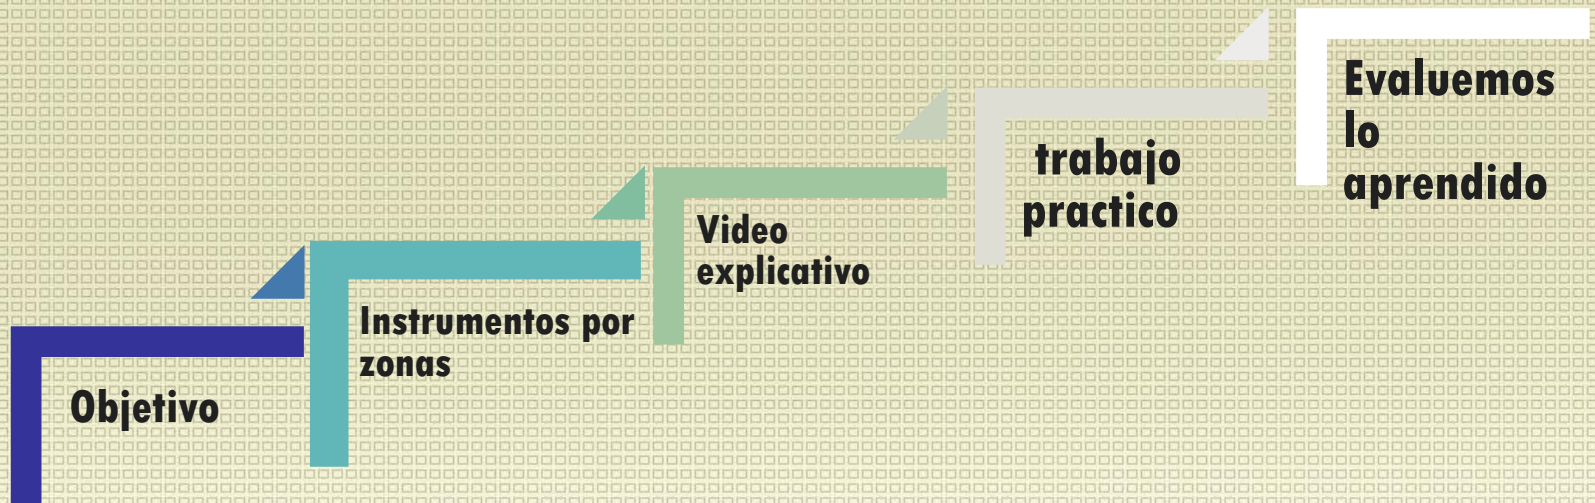 Objetivo
Instrumentos por
zonas
Video
explicativo
trabajo
practico
Evaluemos
lo
aprendido